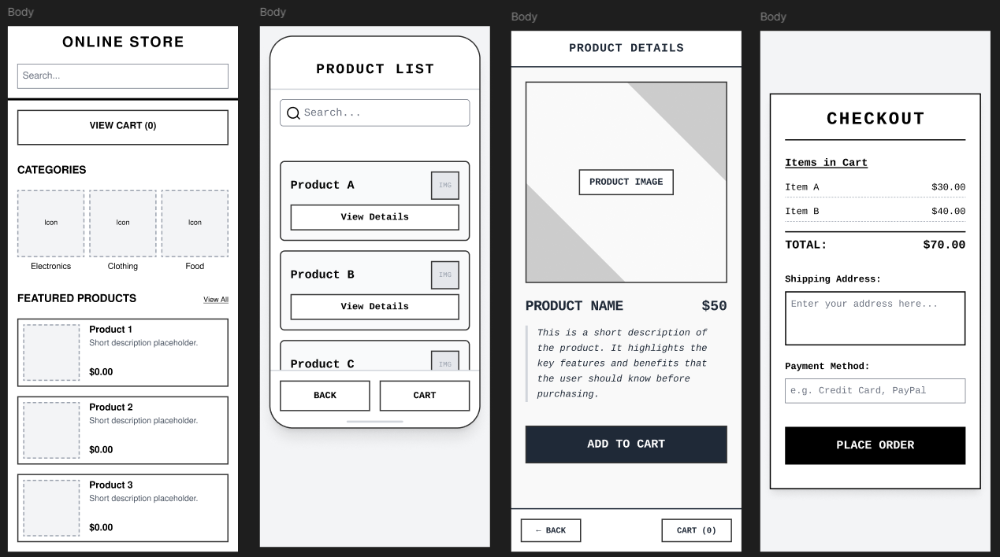 Body
ONLINE STORE
Search...
VIEW CART (0)
CATEGORIES
Icon
Icon
Icon
Electronics
Clothing
Food
FEATURED PRODUCTS
View All
Product 1
Short description placeholder.
$0.00
Product 2
Short description placeholder.
$0.00
Product 3
Short description placeholder.
$0.00
Body
PRODUCT LIST
Search...
Product A
IMG
View Details
Product B
IMG
View Details
Product C
IMG
BACK
CART
Body
PRODUCT DETAILS
PRODUCT IMAGE
PRODUCT NAME
$50
This is a short description of
the product. It highlights the
key features and benefits that
the user should know before
purchasing.
ADD TO CART
← BACK
CART (0)
Body
CHECKOUT
Items in Cart
Item A
$30.00
Item B
$40.00
TOTAL:
$70.00
Shipping Address:
Enter your address here...
Payment Method:
e.g. Credit Card, PayPal
PLACE ORDER